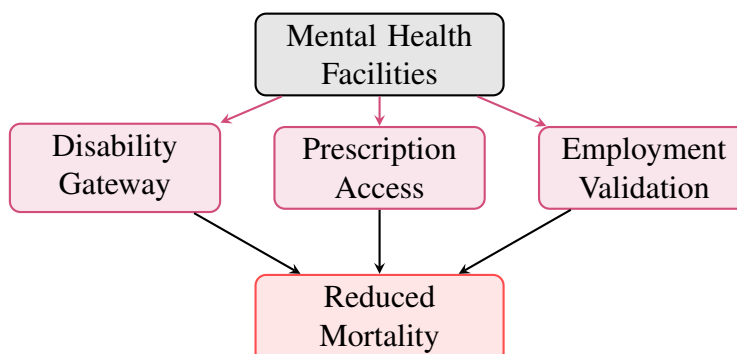 Mental Health
Facilities
Disability
Gateway
Prescription
Access
Employment
Validation
Reduced
Mortality